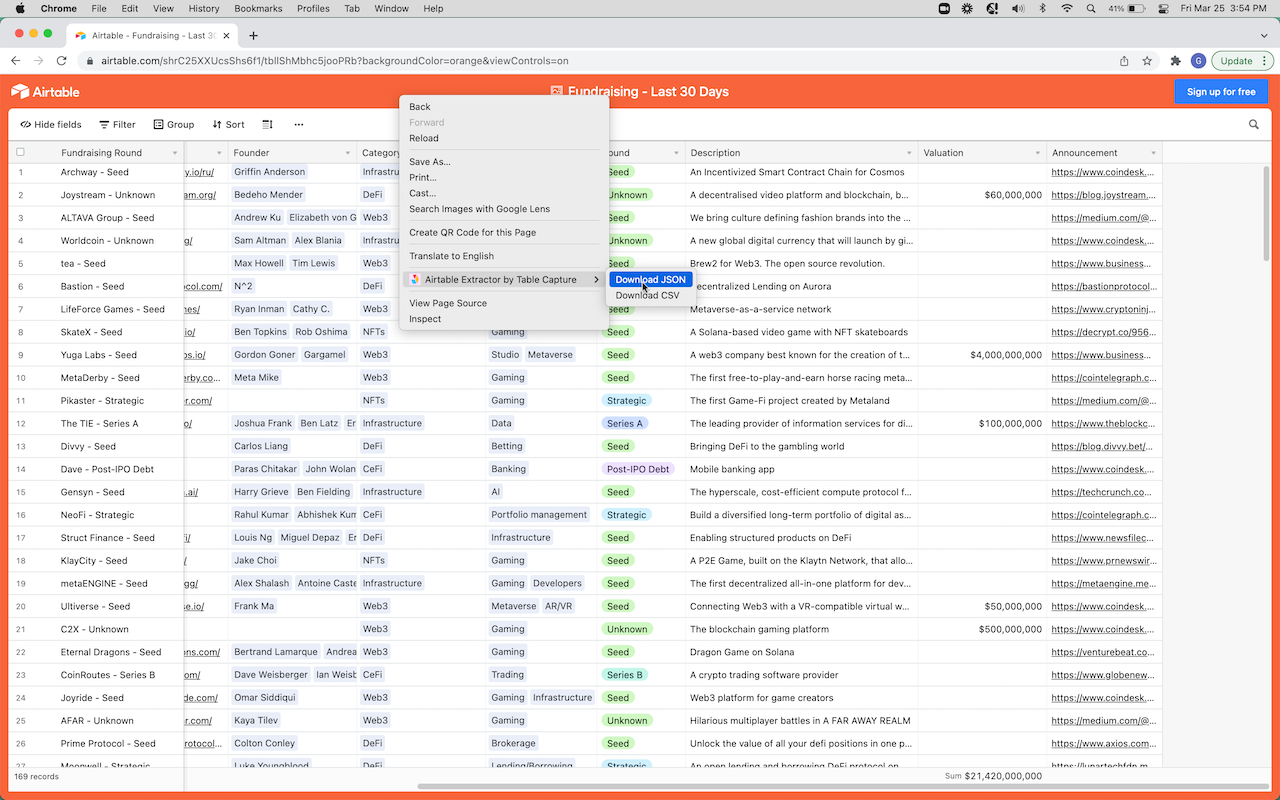 Chrome File Edit View History Bookmarks Profiles Tab Window Help 41% Fri Mar 25 3:54 PM
Airtable - Fundraising - Last 30
airtable.com/shrC25XXUcsShs6f1/tbllShMbhc5jooPRb?backgroundColor=orange&viewControls=on G Update
Airtable Fundraising - Last 30 Days Sign up for free
Hide fields Filter Group Sort
Back
Forward
Reload
Save As...
Print...
Cast...
Search Images with Google Lens
Create QR Code for this Page
Translate to English
Airtable Extractor by Table Capture
View Page Source
Inspect
Download JSON
Download CSV
Fundraising Round Founder Category ound Description Valuation Announcement
1 Archway - Seed y.io/ru/ Griffin Anderson Infrastruc Seed An Incentivized Smart Contract Chain for Cosmos https://www.coindesk....
2 Joystream - Unknown am.org/ Bedeho Mender DeFi Unknown A decentralised video platform and blockchain, b... $60,000,000 https://blog.joystream...
3 ALTAVA Group - Seed Andrew Ku Elizabeth von G Web3 Seed We bring culture defining fashion brands into the ... https://medium.com/@...
4 Worldcoin - Unknown g/ Sam Altman Alex Blania Infrastruc Unknown A new global digital currency that will launch by gi... https://www.coindesk....
5 tea - Seed Max Howell Tim Lewis Web3 Seed Brew2 for Web3. The open source revolution. https://www.coindesk....
6 Bastion - Seed ocol.com/ N^2 DeFi ecentralized Lending on Aurora https://bastionprotocol...
7 LifeForce Games - Seed nes/ Ryan Inman Cathy C. Web3 Metaverse-as-a-service network https://www.cryptoninj...
8 SkateX - Seed .io/ Ben Topkins Rob Oshima NFTs Gaming Seed A Solana-based video game with NFT skateboards https://decrypt.co/956...
9 Yuga Labs - Seed os.io/ Gordon Goner Gargamel Web3 Studio Metaverse Seed A web3 company best known for the creation of t... $4,000,000,000 https://www.business...
10 MetaDerby - Seed erby.co... Meta Mike Web3 Gaming Seed The first free-to-play-and-earn horse racing meta... https://cointelegraph.c...
11 Pikaster - Strategic er.com/ NFTs Gaming Strategic The first Game-Fi project created by Metaland https://medium.com/@...
12 The TIE - Series A o/ Joshua Frank Ben Latz Er Infrastructure Data Series A The leading provider of information services for di... $100,000,000 https://www.theblockc...
13 Divvy - Seed Carlos Liang DeFi Betting Seed Bringing DeFi to the gambling world https://blog.divvy.bet/...
14 Dave - Post-IPO Debt Paras Chitakar John Wolan CeFi Banking Post-IPO Debt Mobile banking app https://www.coindesk....
15 Gensyn - Seed n.ai/ Harry Grieve Ben Fielding Infrastructure AI Seed The hyperscale, cost-efficient compute protocol f... https://techcrunch.co...
16 NeoFi - Strategic Rahul Kumar Abhishek Kum CeFi Portfolio management Strategic Build a diversified long-term portfolio of digital as... https://cointelegraph.c...
17 Struct Finance - Seed i/ Louis Ng Miguel Depaz Er DeFi Infrastructure Seed Enabling structured products on DeFi https://www.newsfilec...
18 KlayCity - Seed / Jake Choi NFTs Gaming Seed A P2E Game, built on the Klaytn Network, that allo... https://www.prnewswir...
19 metaENGINE - Seed gg/ Alex Shalash Antoine Caste Infrastructure Gaming Developers Seed The first decentralized all-in-one platform for dev... https://metaengine.me...
20 Ultiverse - Seed se.io/ Frank Ma Web3 Metaverse AR/VR Seed Connecting Web3 with a VR-compatible virtual w... $50,000,000 https://www.coindesk....
21 C2X - Unknown Web3 Gaming Unknown The blockchain gaming platform $500,000,000 https://www.coindesk....
22 Eternal Dragons - Seed ons.com/ Bertrand Lamarque Andrea Web3 Gaming Seed Dragon Game on Solana https://venturebeat.co...
23 CoinRoutes - Series B om/ Dave Weisberger Ian Weisb CeFi Trading Series B A crypto trading software provider https://www.globenew...
24 Joyride - Seed de.com/ Omar Siddiqui Web3 Gaming Infrastructure Seed Web3 platform for game creators https://www.coindesk....
25 AFAR - Unknown r.com/ Kaya Tilev Web3 Gaming Unknown Hilarious multiplayer battles in A FAR AWAY REALM https://medium.com/@...
26 Prime Protocol - Seed rotocol... Colton Conley DeFi Brokerage Seed Unlock the value of all your defi positions in one p... https://www.axios.com...
27 Moonwell - Strategic Luke Youngblood DeFi Lending/Borrowing Strategic An open lending and borrowing DeFi protocol on https://lunartechfdn.m...
169 records Sum $21,420,000,000